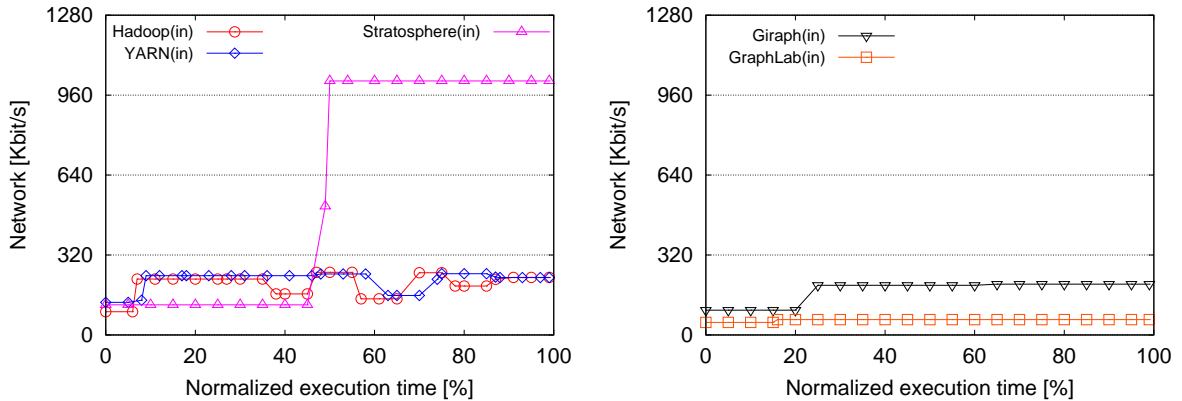 1280
960
640
320
0
Network [Kbit/s]
Hadoop(in)
YARN(in)
Stratosphere(in)
0 20 40 60 80 100
Normalized execution time [%]
1280
960
640
320
0
Network [Kbit/s]
Giraph(in)
GraphLab(in)
0 20 40 60 80 100
Normalized execution time [%]